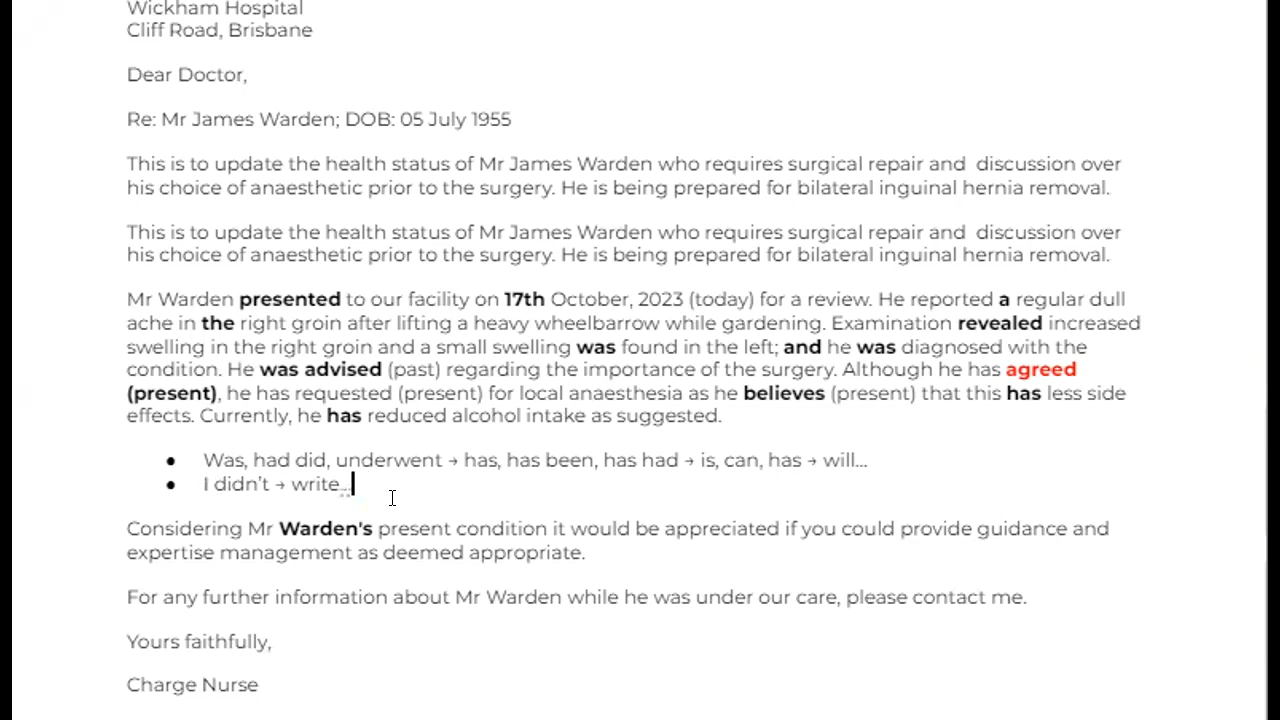 Wickham Hospital
Cliff Road, Brisbane
Dear Doctor,
Re: Mr James Warden; DOB: 05 July 1955
This is to update the health status of Mr James Warden who requires surgical repair and  discussion over
his choice of anaesthetic prior to the surgery. He is being prepared for bilateral inguinal hernia removal.
This is to update the health status of Mr James Warden who requires surgical repair and  discussion over
his choice of anaesthetic prior to the surgery. He is being prepared for bilateral inguinal hernia removal.
Mr Warden presented to our facility on 17th October, 2023 (today) for a review. He reported a regular dull
ache in the right groin after lifting a heavy wheelbarrow while gardening. Examination revealed increased
swelling in the right groin and a small swelling was found in the left; and he was diagnosed with the
condition. He was advised (past) regarding the importance of the surgery. Although he has agreed
(present), he has requested (present) for local anaesthesia as he believes (present) that this has less side
effects. Currently, he has reduced alcohol intake as suggested.
● Was, had did, underwent → has, has been, has had → is, can, has → will...
● I didn't → write...
Considering Mr Warden's present condition it would be appreciated if you could provide guidance and
expertise management as deemed appropriate.
For any further information about Mr Warden while he was under our care, please contact me.
Yours faithfully,
Charge Nurse